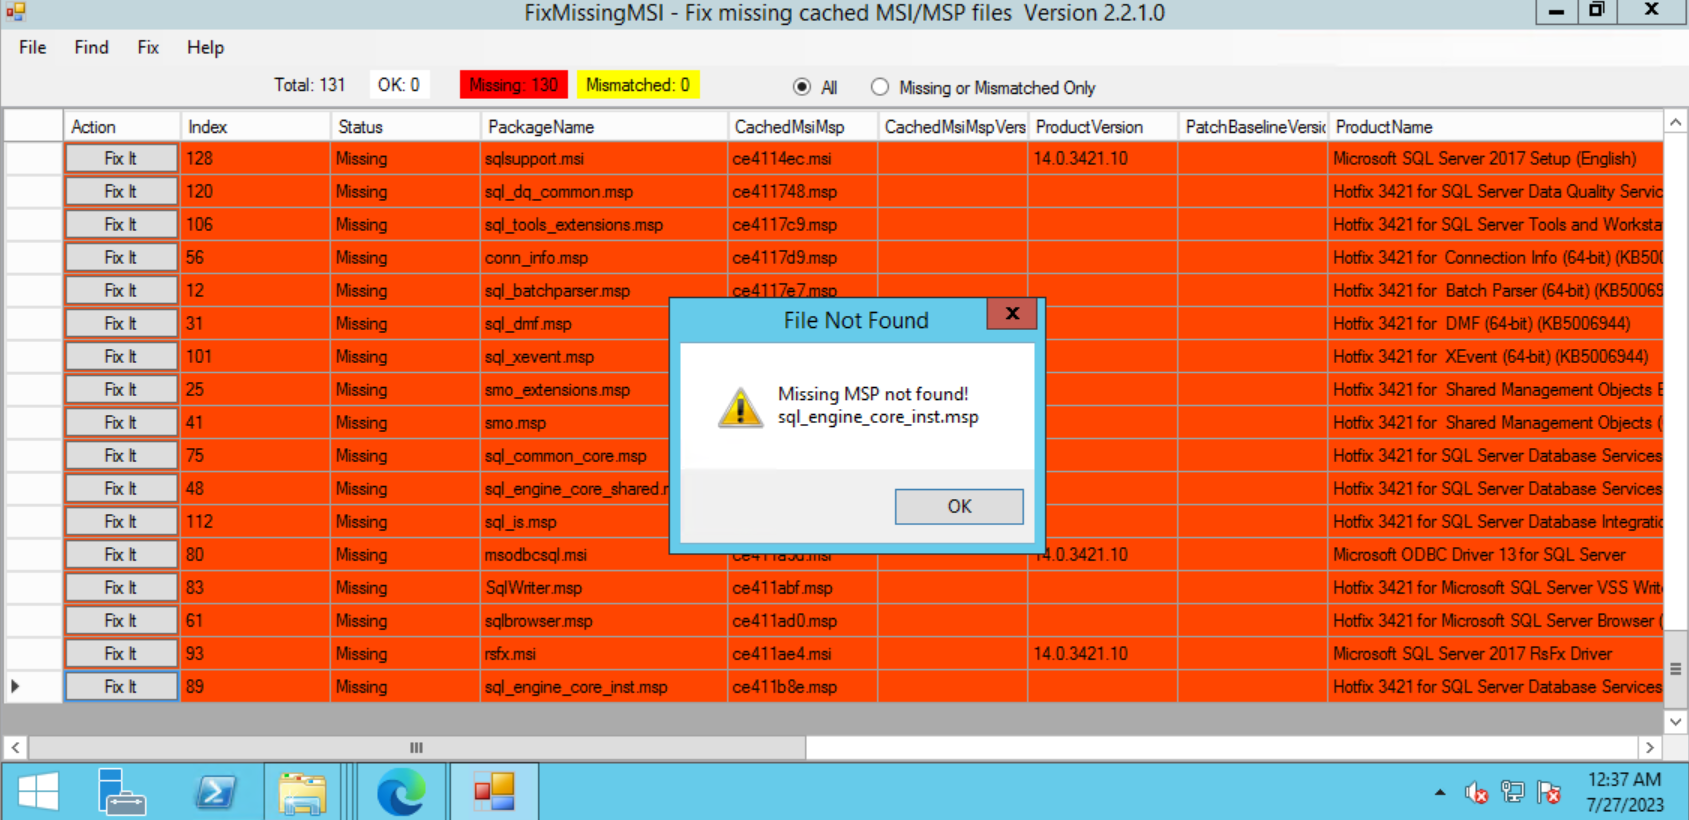 FixMissingMSI - Fix missing cached MSI/MSP files  Version 2.2.1.0
File Find Fix Help
Total: 131 OK: 0 Missing: 130 Mismatched: 0 All Missing or Mismatched Only
Action Index Status PackageName CachedMsiMsp CachedMsiMspVers ProductVersion PatchBaselineVersic ProductName
Fix It 128 Missing sqlsupport.msi ce4114ec.msi 14.0.3421.10 Microsoft SQL Server 2017 Setup (English)
Fix It 120 Missing sql_dq_common.msp ce411748.msp Hotfix 3421 for SQL Server Data Quality Servic
Fix It 106 Missing sql_tools_extensions.msp ce4117c9.msp Hotfix 3421 for SQL Server Tools and Worksta
Fix It 56 Missing conn_info.msp ce4117d9.msp Hotfix 3421 for  Connection Info (64-bit) (KB500
Fix It 12 Missing sql_batchparser.msp ce4117e7.msp Hotfix 3421 for  Batch Parser (64-bit) (KB50069
Fix It 31 Missing sql_dmf.msp Hotfix 3421 for  DMF (64-bit) (KB5006944)
Fix It 101 Missing sql_xevent.msp Hotfix 3421 for  XEvent (64-bit) (KB5006944)
Fix It 25 Missing smo_extensions.msp Hotfix 3421 for  Shared Management Objects E
Fix It 41 Missing smo.msp Hotfix 3421 for  Shared Management Objects (
Fix It 75 Missing sql_common_core.msp Hotfix 3421 for SQL Server Database Services
Fix It 48 Missing sql_engine_core_shared.r Hotfix 3421 for SQL Server Database Services
Fix It 112 Missing sql_is.msp Hotfix 3421 for SQL Server Database Integratic
Fix It 80 Missing msodbcsql.msi 14.0.3421.10 Microsoft ODBC Driver 13 for SQL Server
Fix It 83 Missing SqlWriter.msp ce411abf.msp Hotfix 3421 for Microsoft SQL Server VSS Writ
Fix It 61 Missing sqlbrowser.msp ce411ad0.msp Hotfix 3421 for Microsoft SQL Server Browser (
Fix It 93 Missing rsfx.msi ce411ae4.msi 14.0.3421.10 Microsoft SQL Server 2017 RsFx Driver
Fix It 89 Missing sql_engine_core_inst.msp ce411b8e.msp Hotfix 3421 for SQL Server Database Services
File Not Found
Missing MSP not found!
sql_engine_core_inst.msp
OK
12:37 AM
7/27/2023